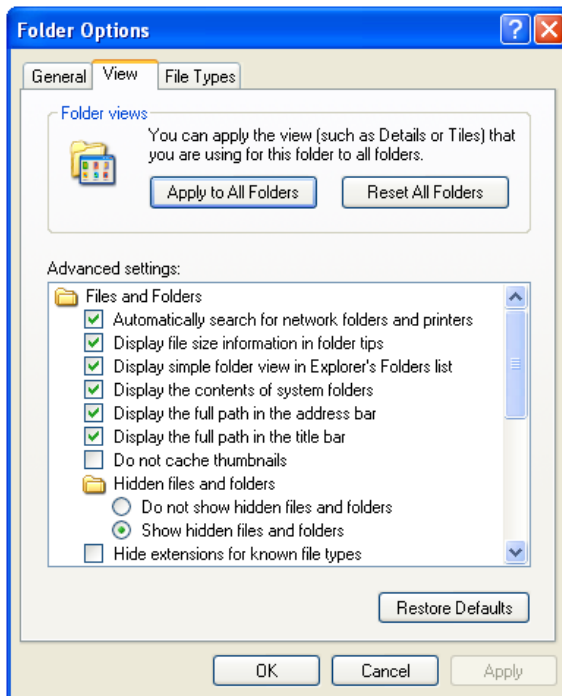 Folder Options
General View File Types
Folder views
You can apply the view (such as Details or Tiles) that
you are using for this folder to all folders.
Apply to All Folders Reset All Folders
Advanced settings:
Files and Folders
Automatically search for network folders and printers
Display file size information in folder tips
Display simple folder view in Explorer's Folders list
Display the contents of system folders
Display the full path in the address bar
Display the full path in the title bar
Do not cache thumbnails
Hidden files and folders
Do not show hidden files and folders
Show hidden files and folders
Hide extensions for known file types
Restore Defaults
OK Cancel Apply